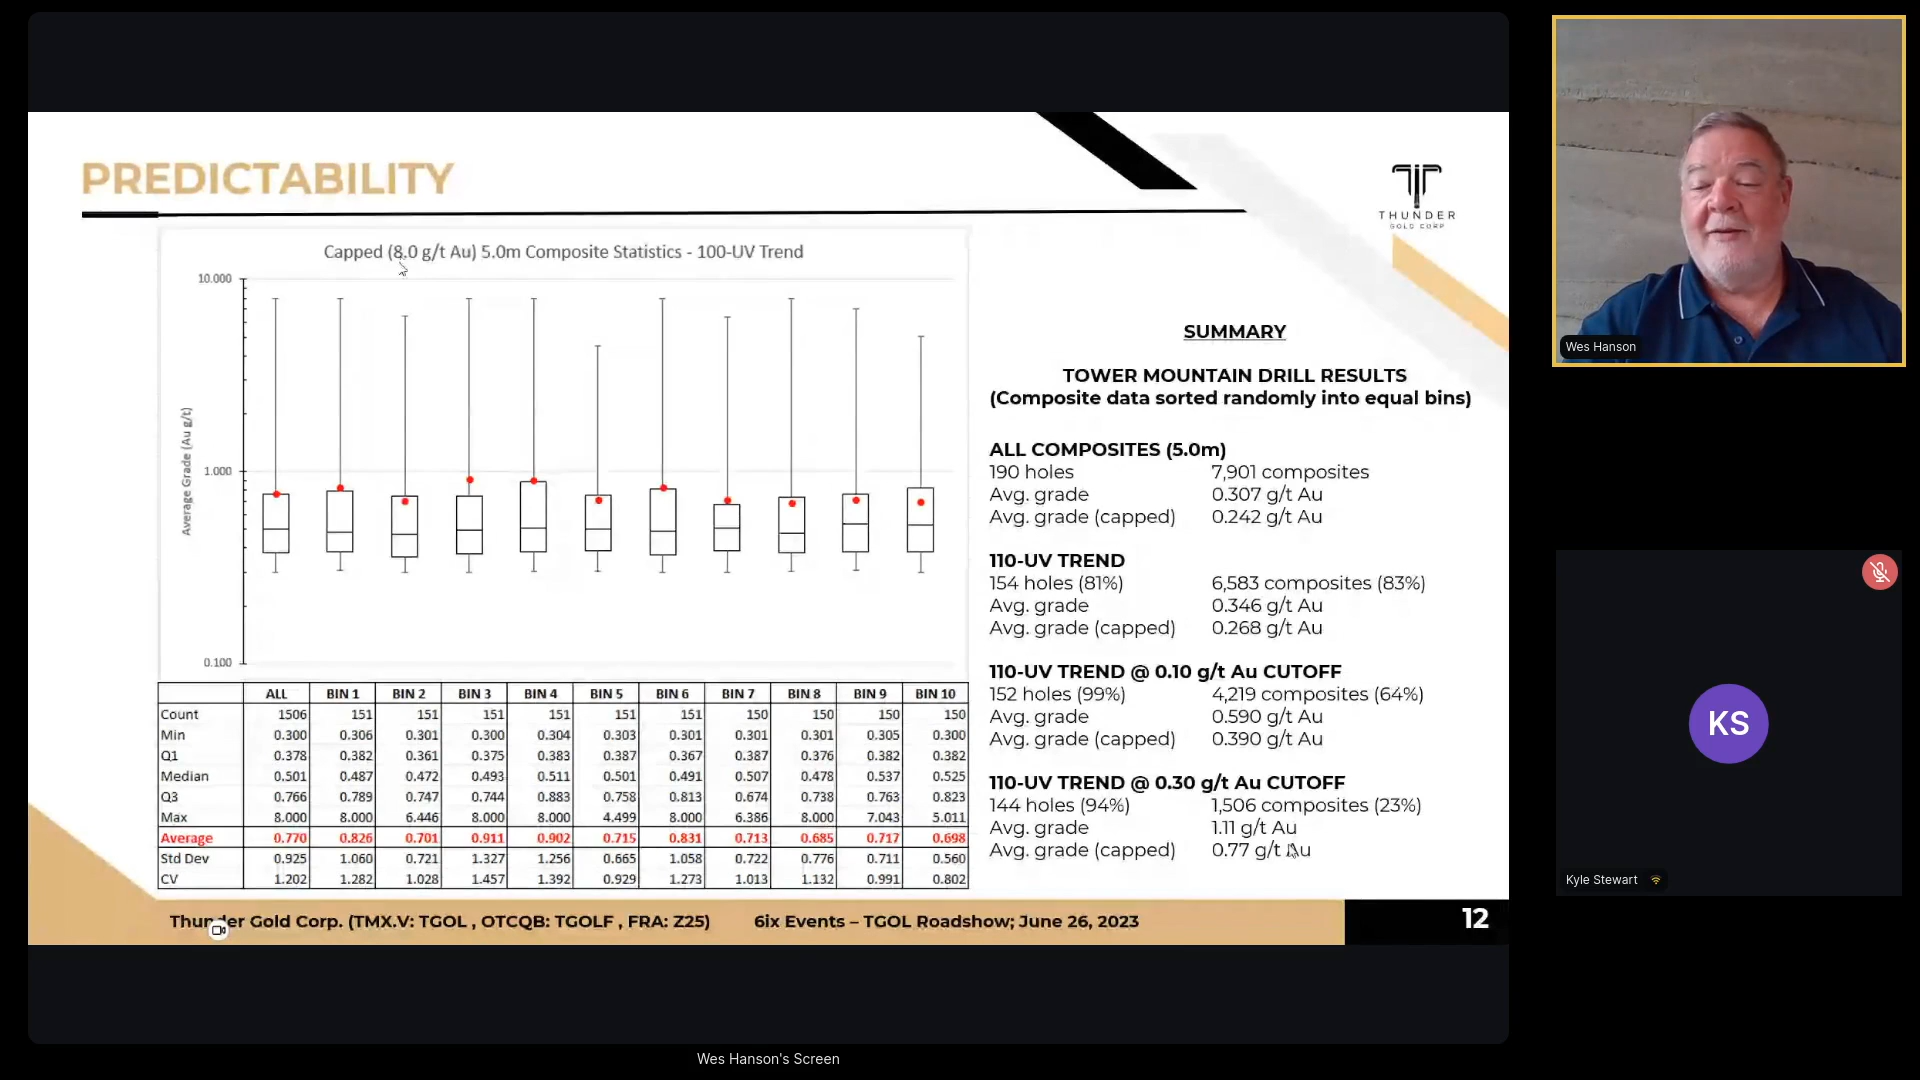 PREDICTABILITY
THUNDER
GOLD CORP
Capped (8.0 g/t Au) 5.0m Composite Statistics - 100-UV Trend
Average Grade (Au g/t)
10.000
1.000
0.100
ALL BIN 1 BIN 2 BIN 3 BIN 4 BIN 5 BIN 6 BIN 7 BIN 8 BIN 9 BIN 10
Count 1506 151 151 151 151 151 151 150 150 150 150
Min 0.300 0.306 0.301 0.300 0.304 0.303 0.301 0.301 0.301 0.305 0.300
Q1 0.378 0.382 0.361 0.375 0.383 0.387 0.367 0.387 0.376 0.382 0.382
Median 0.501 0.487 0.472 0.493 0.511 0.501 0.491 0.507 0.478 0.537 0.525
Q3 0.766 0.789 0.747 0.744 0.883 0.758 0.813 0.674 0.738 0.763 0.823
Max 8.000 8.000 6.446 8.000 8.000 4.499 8.000 6.386 8.000 7.043 5.011
Average 0.770 0.826 0.701 0.911 0.902 0.715 0.831 0.713 0.685 0.717 0.698
Std Dev 0.925 1.060 0.721 1.327 1.256 0.665 1.058 0.722 0.776 0.711 0.560
CV 1.202 1.282 1.028 1.457 1.392 0.929 1.273 1.013 1.132 0.991 0.802
SUMMARY
TOWER MOUNTAIN DRILL RESULTS
(Composite data sorted randomly into equal bins)
ALL COMPOSITES (5.0m)
190 holes 7,901 composites
Avg. grade 0.307 g/t Au
Avg. grade (capped) 0.242 g/t Au
110-UV TREND
154 holes (81%) 6,583 composites (83%)
Avg. grade 0.346 g/t Au
Avg. grade (capped) 0.268 g/t Au
110-UV TREND @ 0.10 g/t Au CUTOFF
152 holes (99%) 4,219 composites (64%)
Avg. grade 0.590 g/t Au
Avg. grade (capped) 0.390 g/t Au
110-UV TREND @ 0.30 g/t Au CUTOFF
144 holes (94%) 1,506 composites (23%)
Avg. grade 1.11 g/t Au
Avg. grade (capped) 0.77 g/t Au
Thunder Gold Corp. (TMX.V: TGOL , OTCQB: TGOLF , FRA: Z25) 6ix Events – TGOL Roadshow; June 26, 2023
12
Wes Hanson
KS
Kyle Stewart
Wes Hanson's Screen